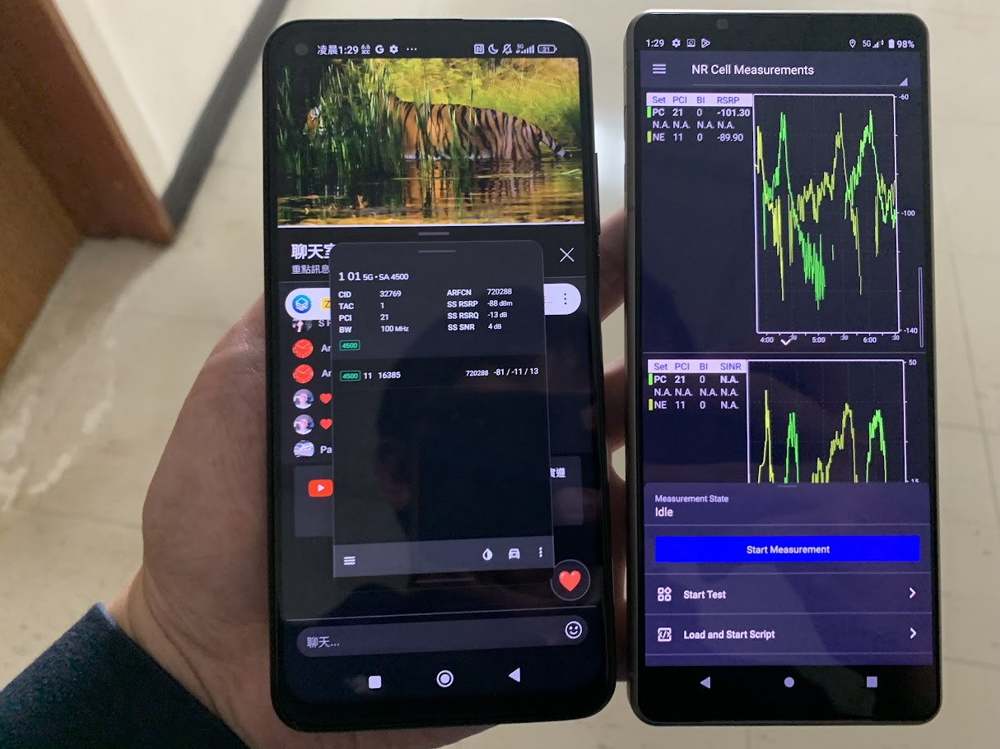 凌晨1:29
5G
31
聊天室
重點訊息
1 01 5G • SA 4500
CID 32769 ARFCN 720288
TAC 1 SS RSRP -88 dBm
PCI 21 SS RSRQ -13 dB
BW 100 MHz SS SNR 4 dB
4500
4500 11 16385 720288 -81 / -11 / 13
Ar
Ar
Pa
聊天...
1:29
5G 98%
NR Cell Measurements
Set PCI BI RSRP
PC 21 0 -101.30
N.A. N.A. N.A. N.A.
NE 11 0 -89.90
-60
-100
-140
4:00 :30 5:00 :30 6:00 :30
Set PCI BI SINR
PC 21 0 N.A.
N.A. N.A. N.A. N.A.
NE 11 0 N.A.
50
15
Measurement State
Idle
Start Measurement
Start Test
Load and Start Script